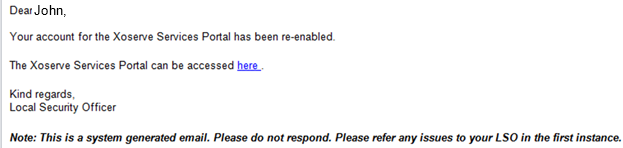 Dear John,
Your account for the Xoserve Services Portal has been re-enabled.
The Xoserve Services Portal can be accessed here .
Kind regards,
Local Security Officer
Note: This is a system generated email. Please do not respond. Please refer any issues to your LSO in the first instance.